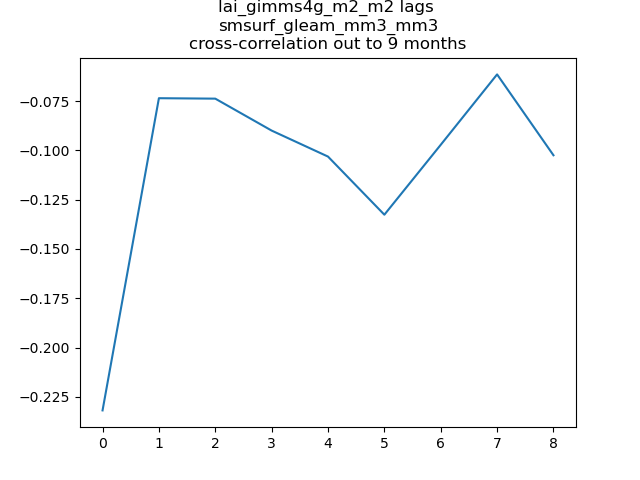 lai_gimms4g_m2_m2 lags
smsurf_gleam_mm3_mm3
cross-correlation out to 9 months
−0.075
−0.100
−0.125
−0.150
−0.175
−0.200
−0.225
0 1 2 3 4 5 6 7 8